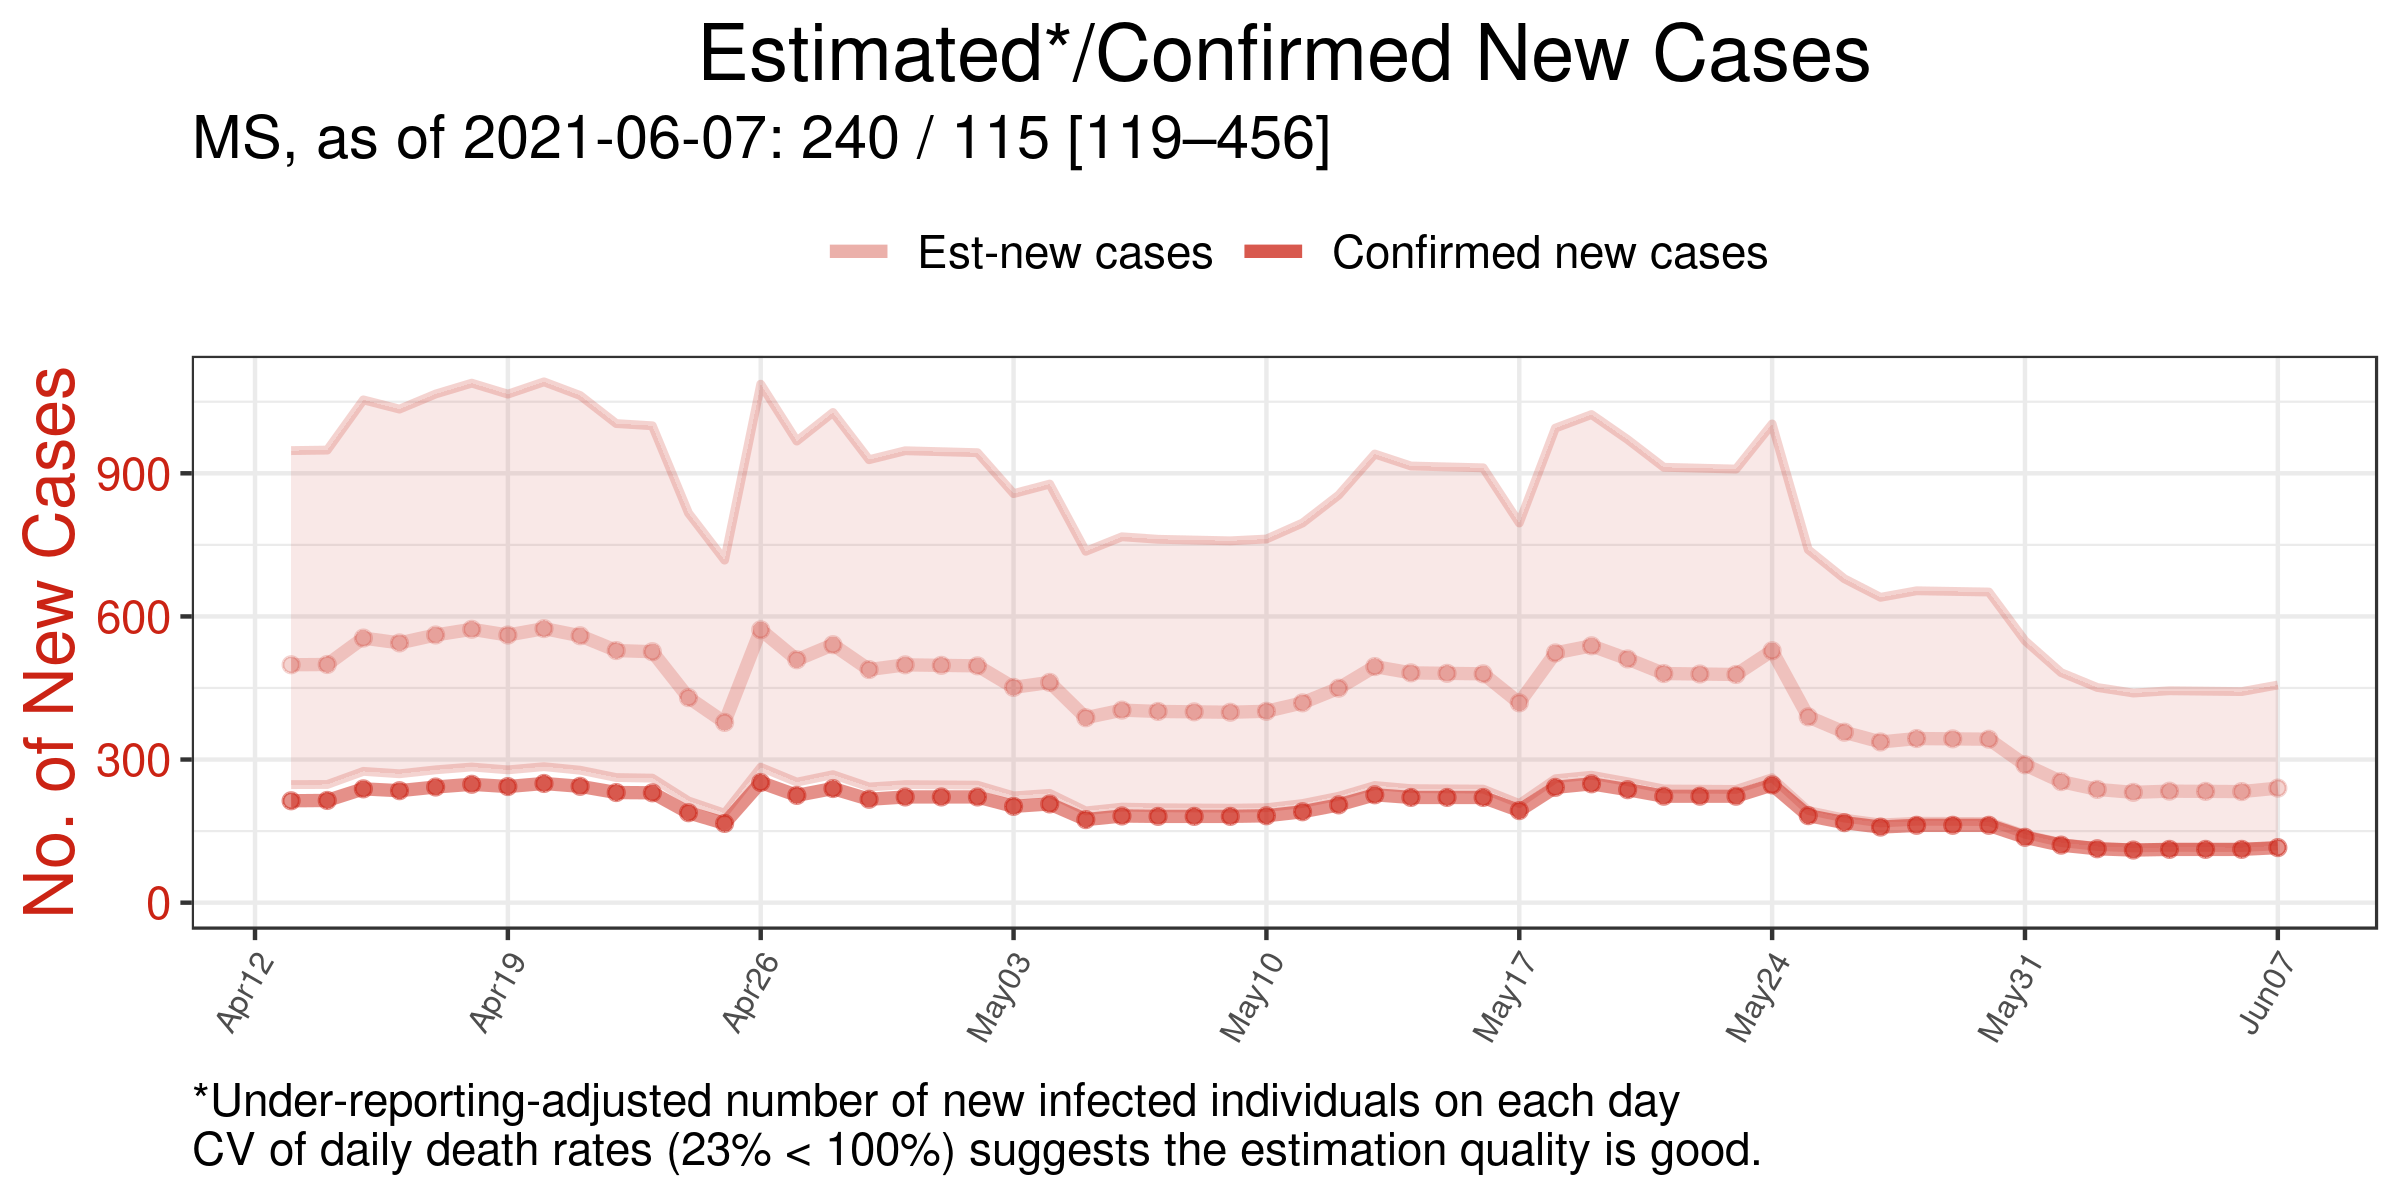 Estimated*/Confirmed New Cases
MS, as of 2021-06-07: 240 / 115 [119–456]
Est-new cases
Confirmed new cases
No. of New Cases
900
600
300
0
Apr12
Apr19
Apr26
May03
May10
May17
May24
May31
Jun07
*Under-reporting-adjusted number of new infected individuals on each day
CV of daily death rates (23% < 100%) suggests the estimation quality is good.